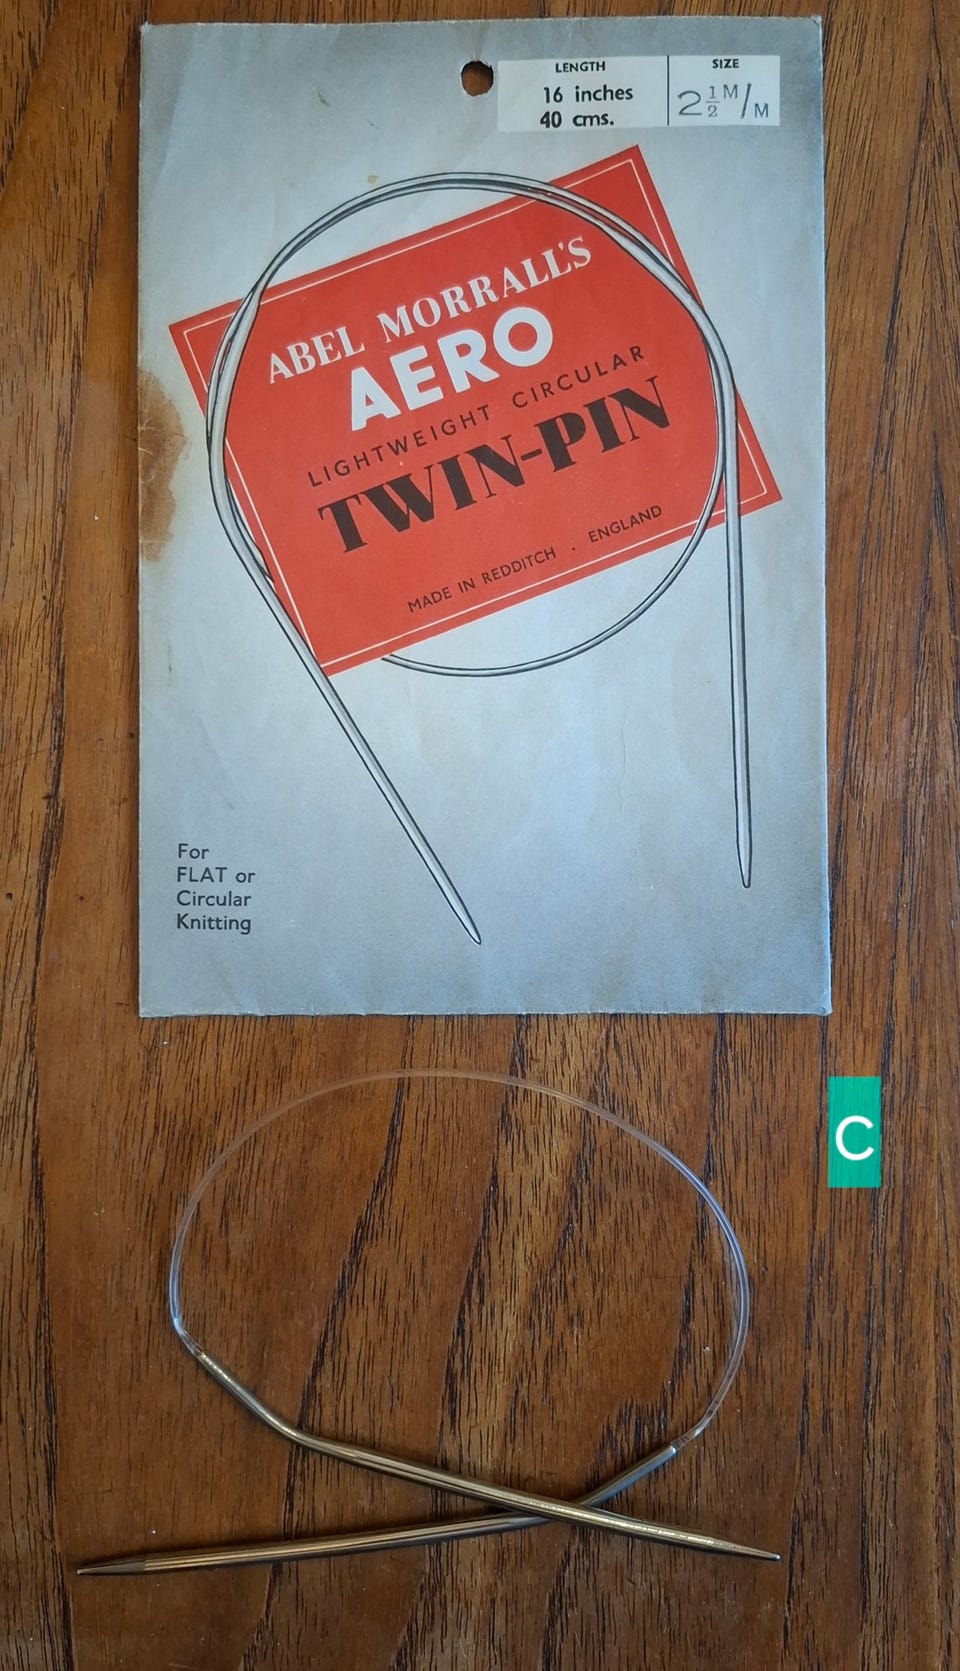 LENGTH
16 inches
40 cms.
SIZE
2½ M/M
ABEL MORRALL'S
AERO
LIGHTWEIGHT CIRCULAR
TWIN-PIN
MADE IN REDDITCH . ENGLAND
For
FLAT or
Circular
Knitting
C